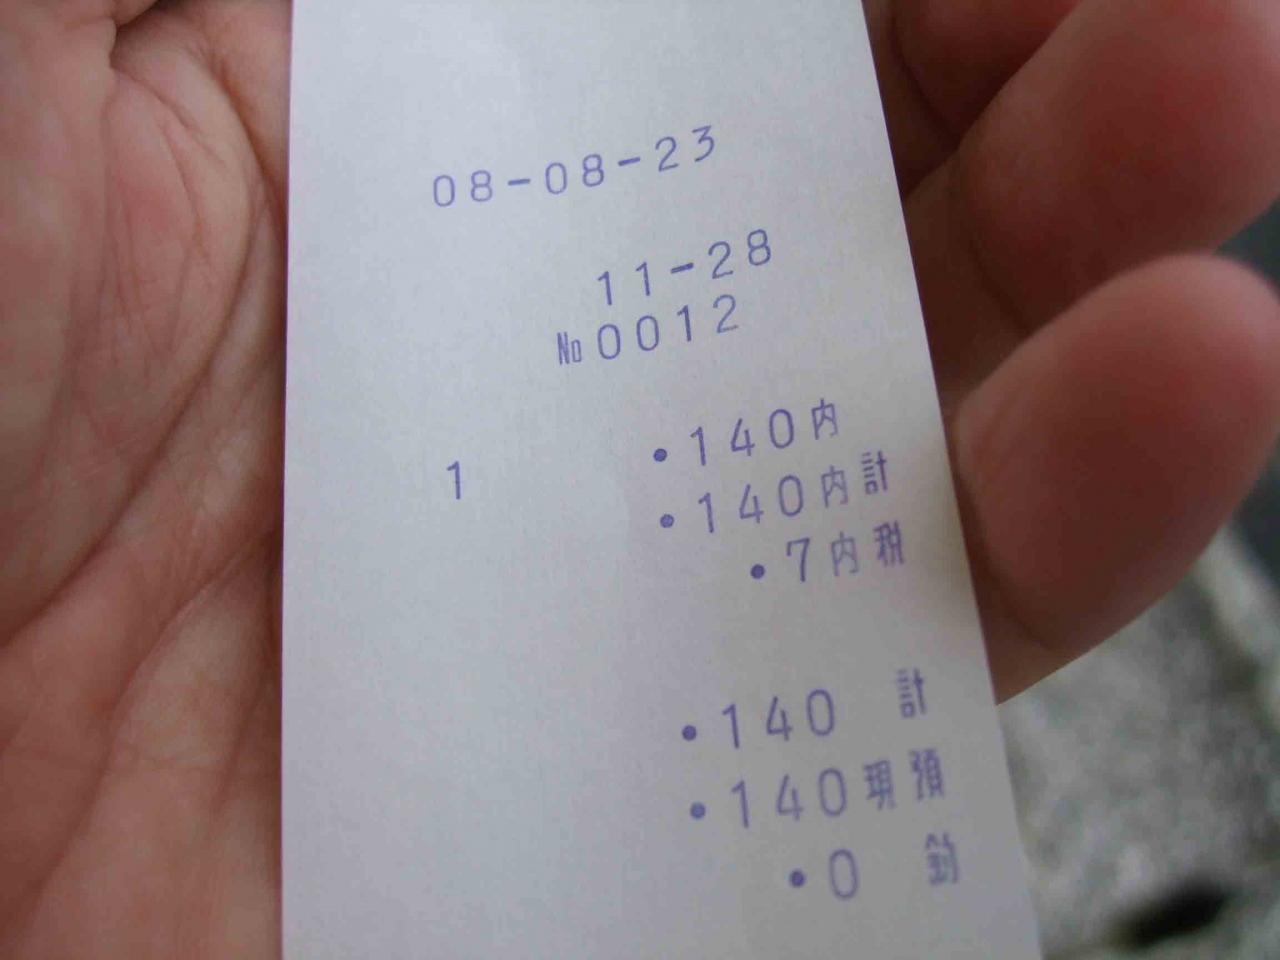 08-08-23
11-28
№0012
1 •140内
•140内計
•7内税
•140 計
•140現預
•0 釣